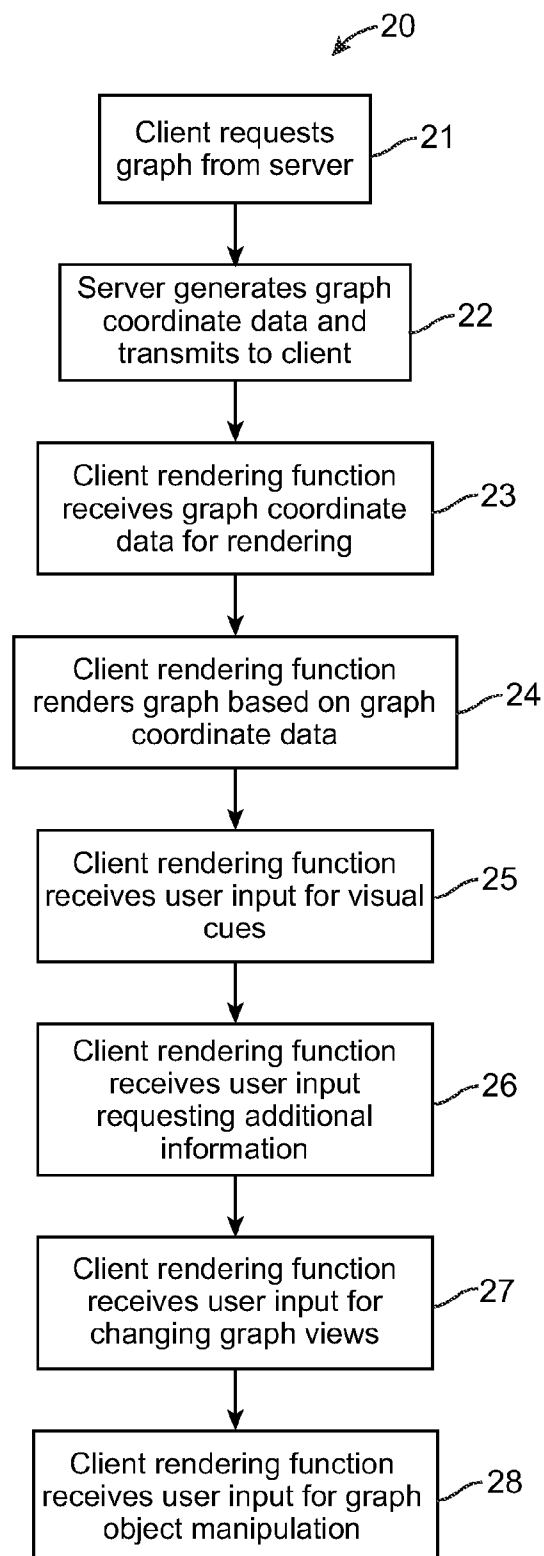 20
Client requests
graph from server
21
Server generates graph
coordinate data and
transmits to client
22
Client rendering function
receives graph coordinate
data for rendering
23
Client rendering function
renders graph based on graph
coordinate data
24
Client rendering function
receives user input for visual
cues
25
Client rendering function
receives user input
requesting additional
information
26
Client rendering function
receives user input for
changing graph views
27
Client rendering function
receives user input for graph
object manipulation
28